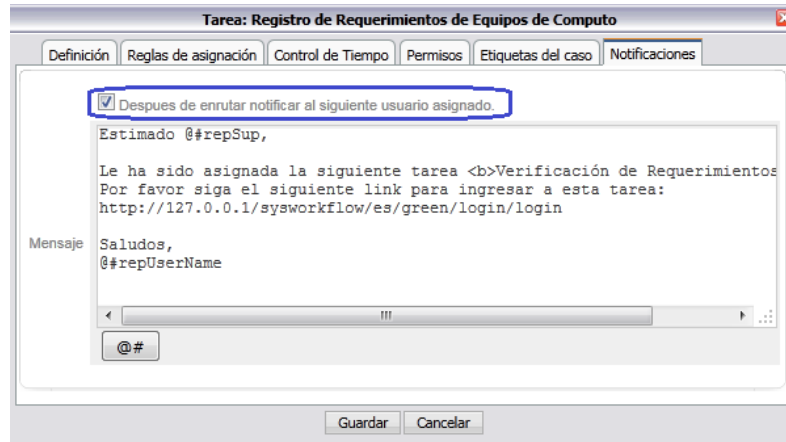 Tarea: Registro de Requerimientos de Equipos de Computo
Definición Reglas de asignación Control de Tiempo Permisos Etiquetas del caso Notificaciones
Despues de enrutar notificar al siguiente usuario asignado.
Estimado @#repSup,
Le ha sido asignada la siguiente tarea <b>Verificación de Requerimientos
Por favor siga el siguiente link para ingresar a esta tarea:
http://127.0.0.1/sysworkflow/es/green/login/login
Mensaje
Saludos,
@#repUserName
@#
Guardar Cancelar